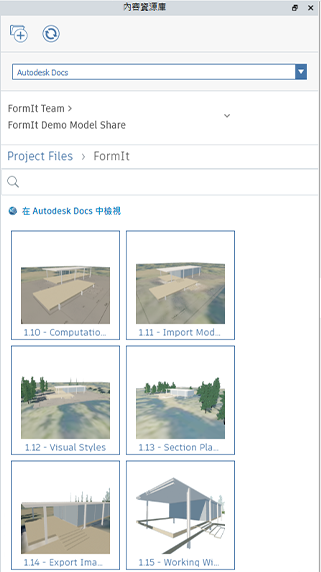 內容資源庫
Autodesk Docs
FormIt Team >
FormIt Demo Model Share
Project Files > FormIt
在 Autodesk Docs 中檢視
1.10 - Computatio...
1.11 - Import Mod...
1.12 - Visual Styles
1.13 - Section Pla...
1.14 - Export Ima...
1.15 - Working Wi...